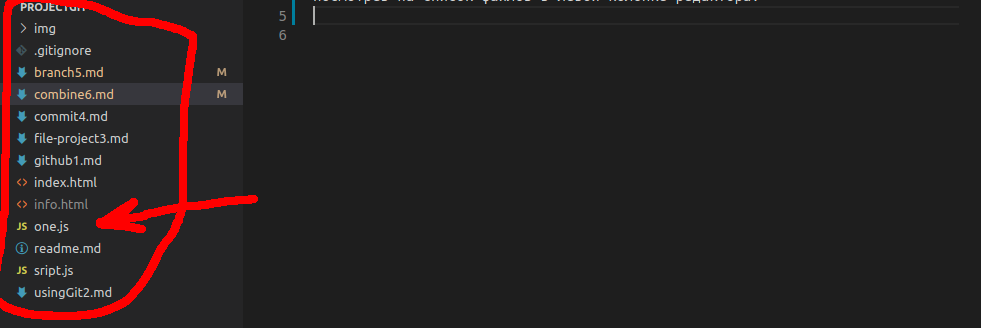 PROJECTGIT
img
.gitignore
branch5.md M
combine6.md M
commit4.md
file-project3.md
github1.md
index.html
info.html
JS one.js
readme.md
JS sript.js
usingGit2.md
5
6